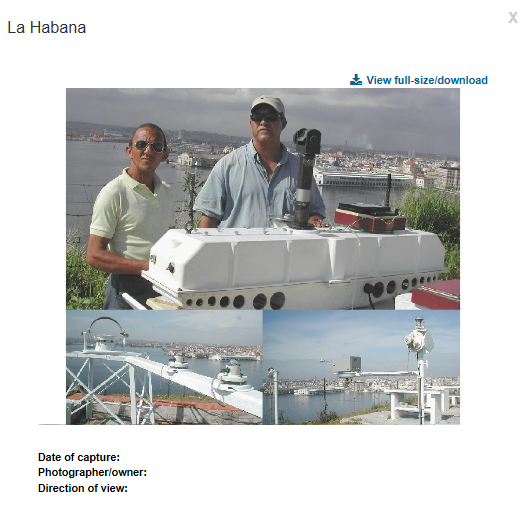 La Habana
X
View full-size/download
Date of capture:
Photographer/owner:
Direction of view: